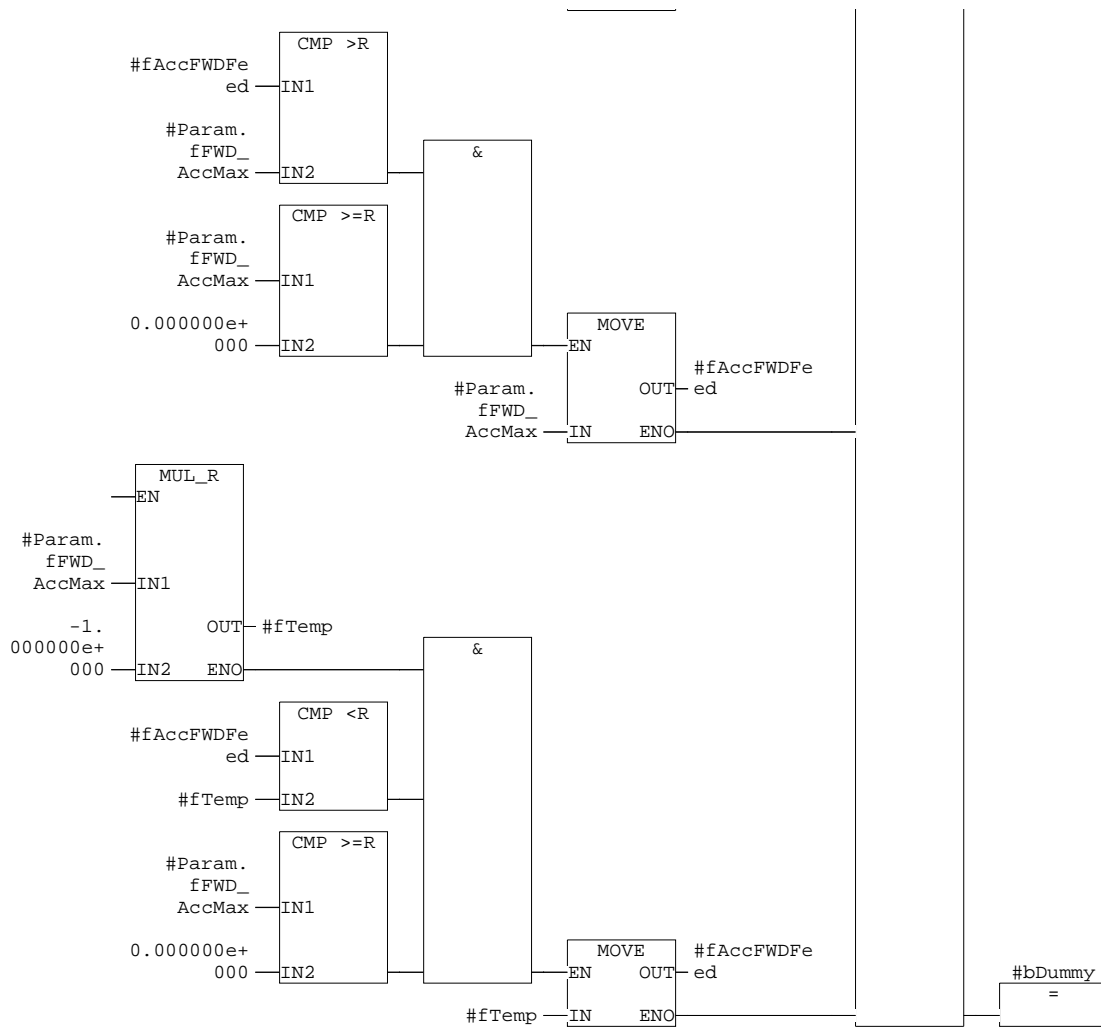 CMP >R
#fAccFWDFe
ed
IN1
#Param.
fFWD_
AccMax
IN2
&
CMP >=R
#Param.
fFWD_
AccMax
IN1
0.000000e+
000
IN2
MOVE
EN
#fAccFWDFe
ed
OUT
#Param.
fFWD_
AccMax
IN
ENO
MUL_R
EN
#Param.
fFWD_
AccMax
IN1
-1.
000000e+
000
IN2
OUT
#fTemp
ENO
&
CMP <R
#fAccFWDFe
ed
IN1
#fTemp
IN2
CMP >=R
#Param.
fFWD_
AccMax
IN1
0.000000e+
000
IN2
MOVE
EN
OUT
#fAccFWDFe
ed
#fTemp
IN
ENO
#bDummy
=